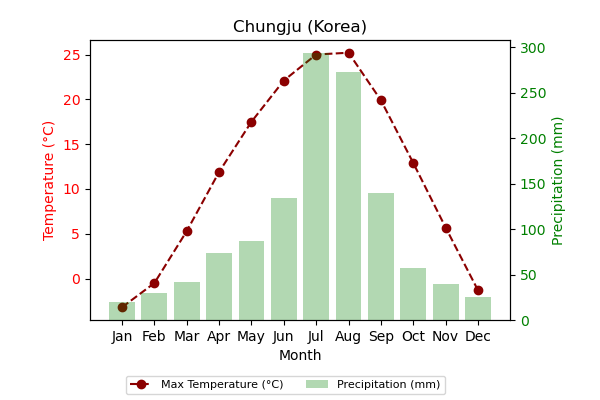 Chungju (Korea)
25
20
15
10
5
0
Temperature (°C)
300
250
200
150
100
50
0
Precipitation (mm)
Jan Feb Mar Apr May Jun Jul Aug Sep Oct Nov Dec
Month
Max Temperature (°C) Precipitation (mm)